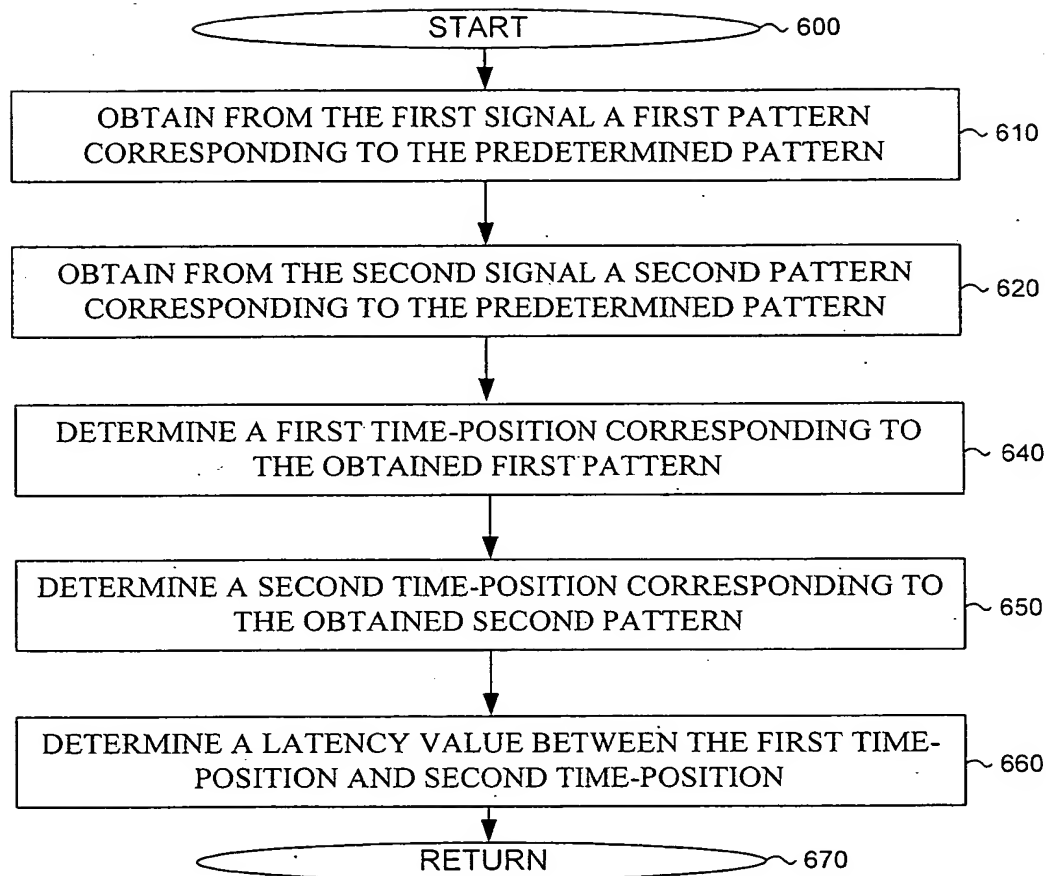 START 600
OBTAIN FROM THE FIRST SIGNAL A FIRST PATTERN
CORRESPONDING TO THE PREDETERMINED PATTERN
610
OBTAIN FROM THE SECOND SIGNAL A SECOND PATTERN
CORRESPONDING TO THE PREDETERMINED PATTERN
620
DETERMINE A FIRST TIME-POSITION CORRESPONDING TO
THE OBTAINED FIRST PATTERN
640
DETERMINE A SECOND TIME-POSITION CORRESPONDING TO
THE OBTAINED SECOND PATTERN
650
DETERMINE A LATENCY VALUE BETWEEN THE FIRST TIME-
POSITION AND SECOND TIME-POSITION
660
RETURN 670